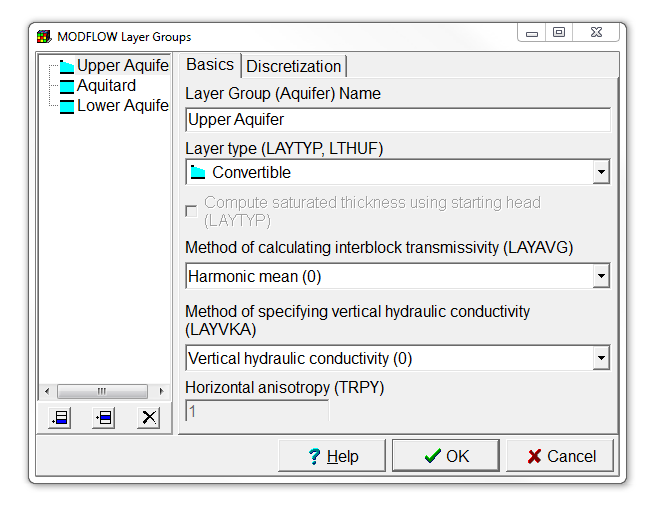 MODFLOW Layer Groups
Upper Aquife
Aquitard
Lower Aquife
Basics
Discretization
Layer Group (Aquifer) Name
Upper Aquifer
Layer type (LAYTYP, LTHUF)
Convertible
Compute saturated thickness using starting head
(LAYTYP)
Method of calculating interblock transmissivity (LAYAVG)
Harmonic mean (0)
Method of specifying vertical hydraulic conductivity
(LAYVKA)
Vertical hydraulic conductivity (0)
Horizontal anisotropy (TRPY)
1
? Help
OK
Cancel